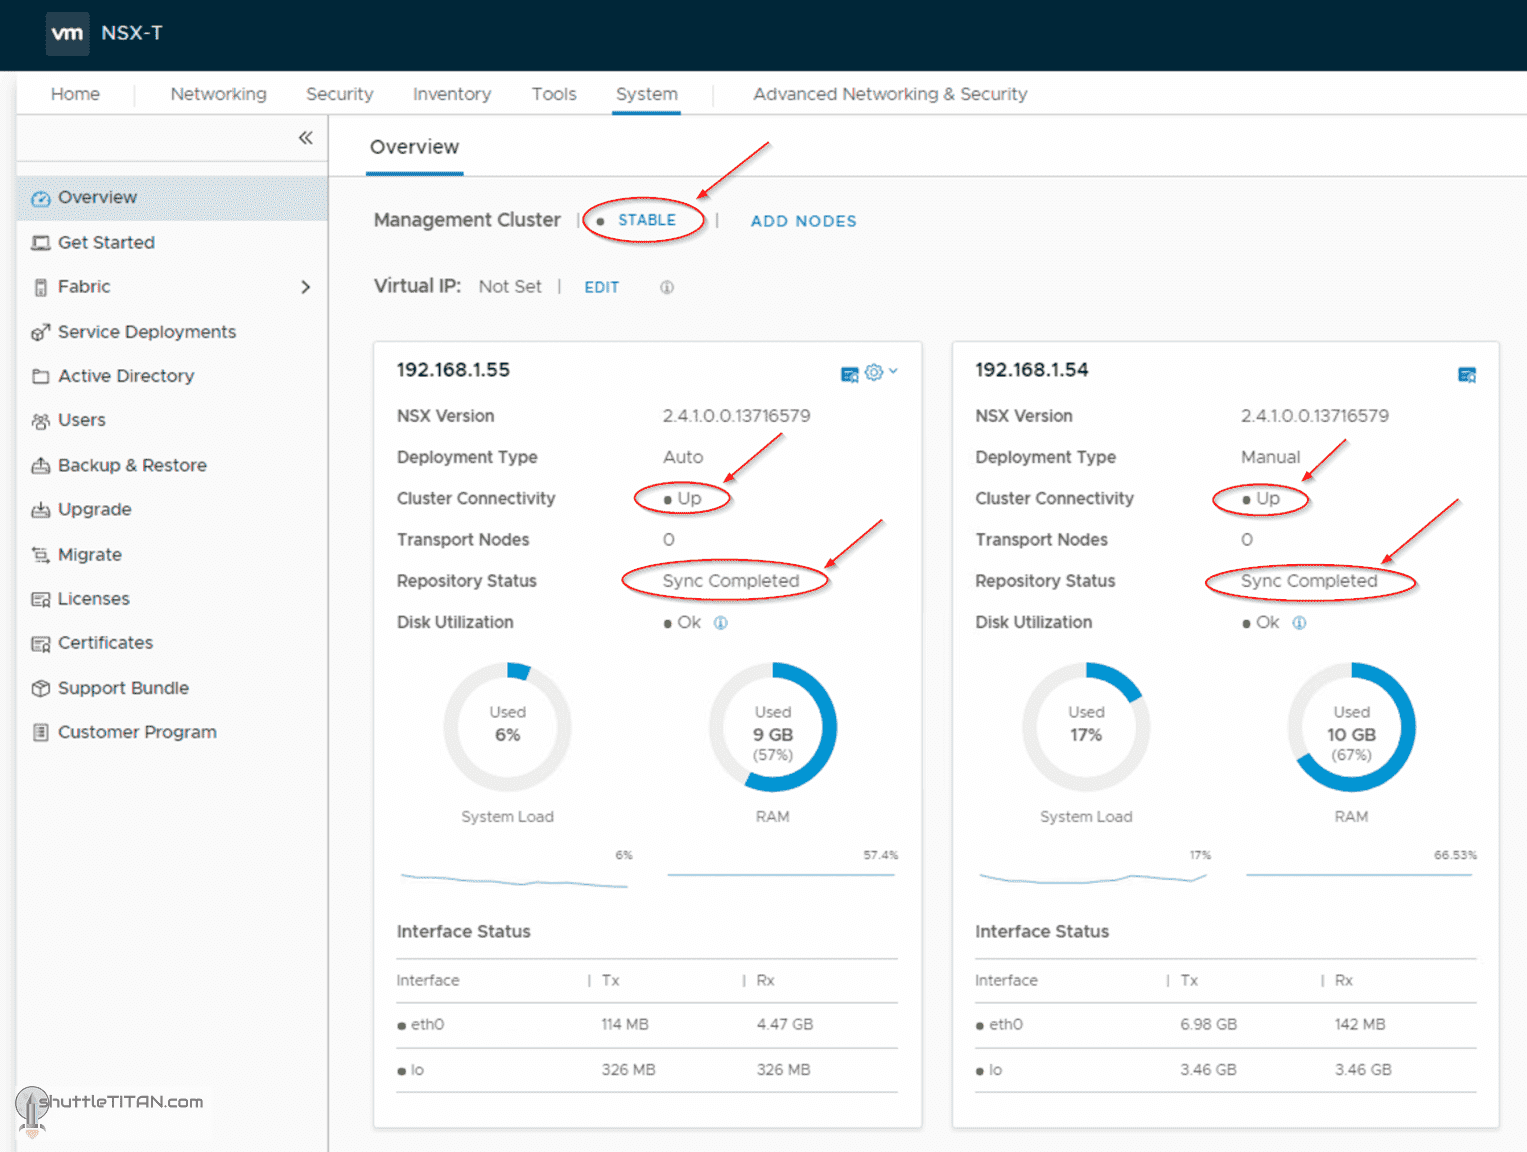 vm NSX-T
Home Networking Security Inventory Tools System Advanced Networking & Security
Overview
Get Started
Fabric
Service Deployments
Active Directory
Users
Backup & Restore
Upgrade
Migrate
Licenses
Certificates
Support Bundle
Customer Program
Overview
Management Cluster | STABLE | ADD NODES
Virtual IP: Not Set | EDIT
192.168.1.55
NSX Version 2.4.1.0.0.13716579
Deployment Type Auto
Cluster Connectivity Up
Transport Nodes 0
Repository Status Sync Completed
Disk Utilization Ok
Used
6%
System Load
Used
9 GB
(57%)
RAM
6%
57.4%
Interface Status
Interface | Tx | Rx
eth0 114 MB 4.47 GB
lo 326 MB 326 MB
192.168.1.54
NSX Version 2.4.1.0.0.13716579
Deployment Type Manual
Cluster Connectivity Up
Transport Nodes 0
Repository Status Sync Completed
Disk Utilization Ok
Used
17%
System Load
Used
10 GB
(67%)
RAM
17%
66.53%
Interface Status
Interface | Tx | Rx
eth0 6.98 GB 142 MB
lo 3.46 GB 3.46 GB
shuttleTITAN.com